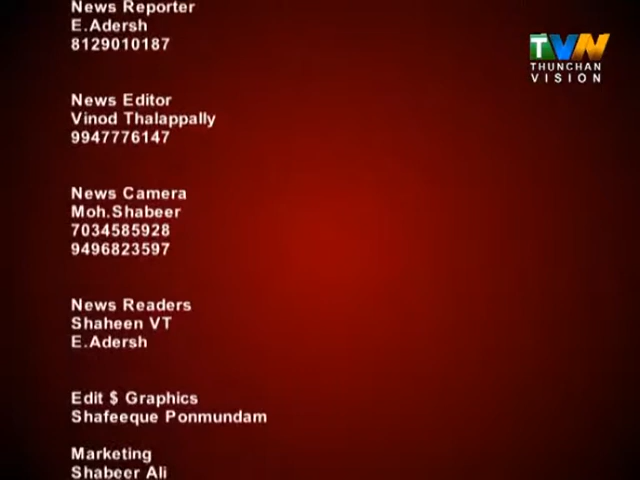 News Reporter
E.Adersh
8129010187
TVN
THUNCHAN
VISION
News Editor
Vinod Thalappally
9947776147
News Camera
Moh.Shabeer
7034585928
9496823597
News Readers
Shaheen VT
E.Adersh
Edit $ Graphics
Shafeeque Ponmundam
Marketing
Shabeer Ali